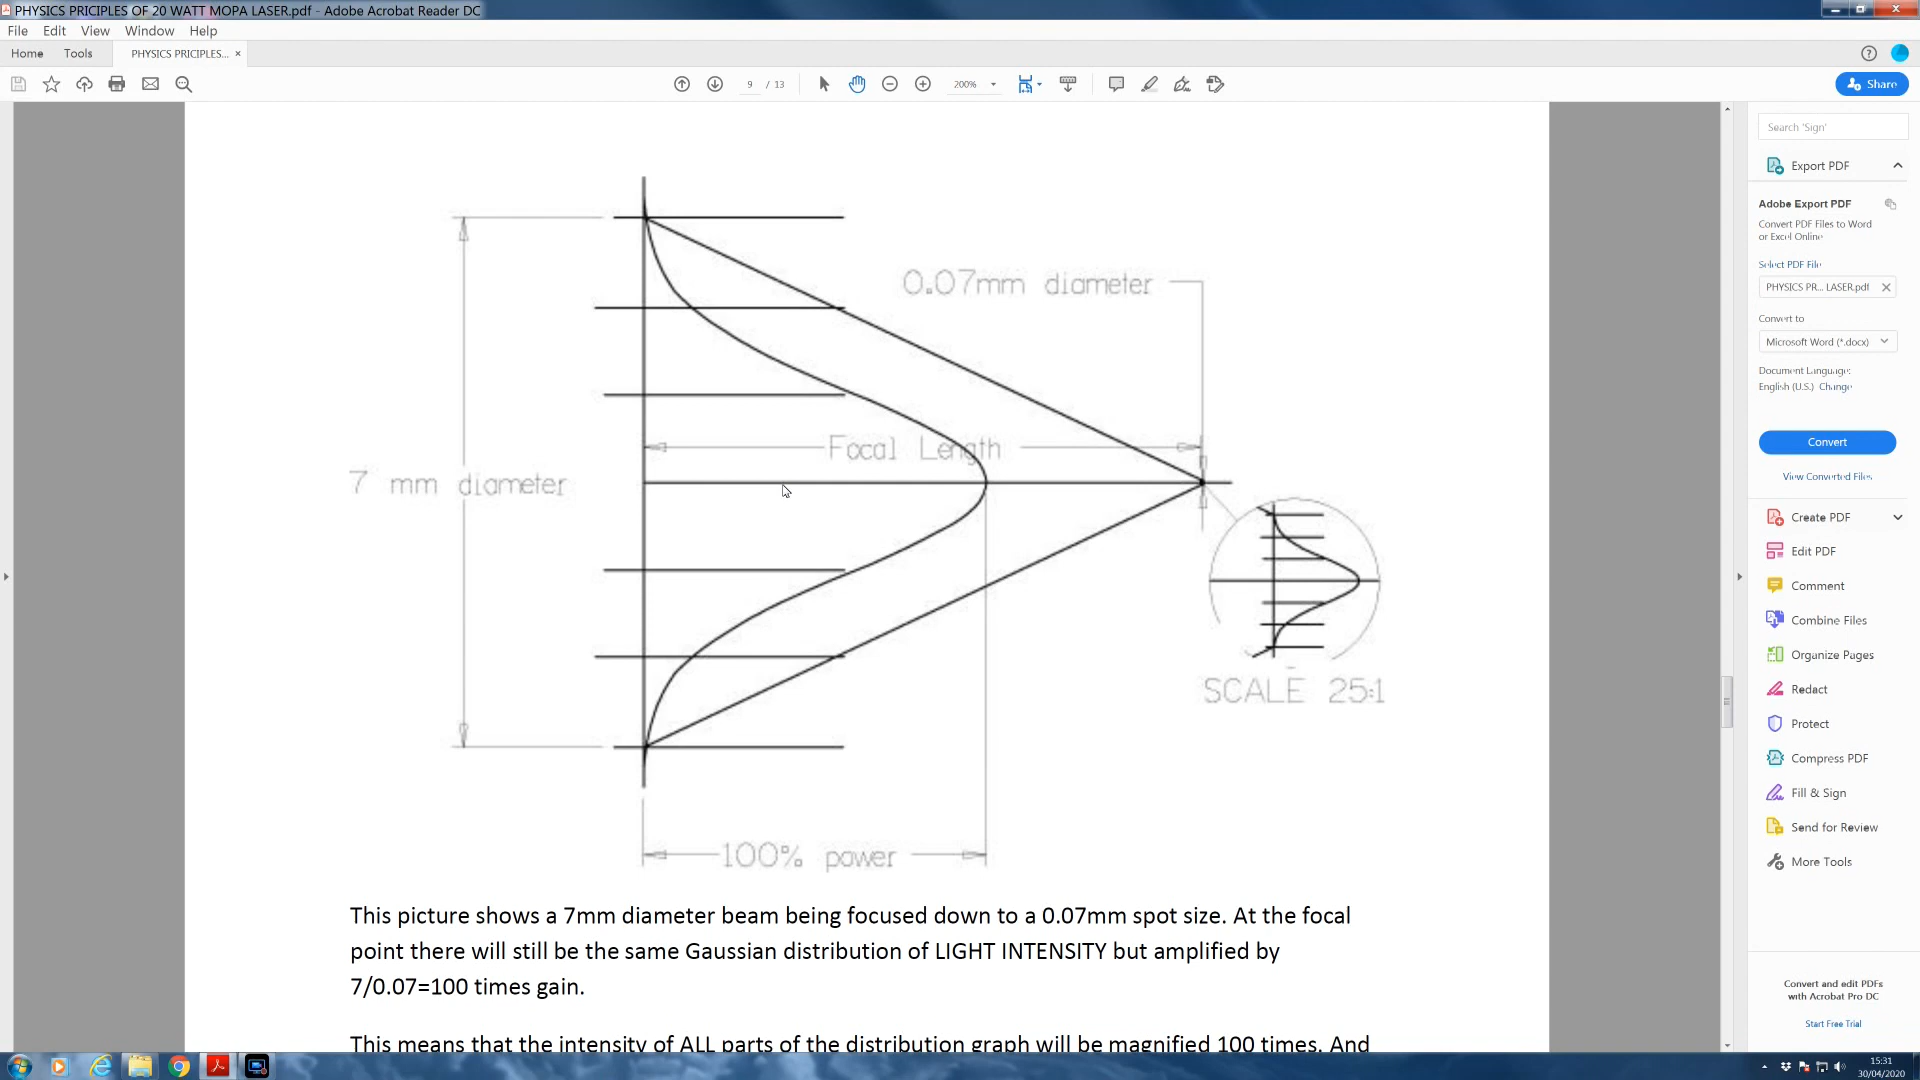 PHYSICS PRICIPLES OF 20 WATT MOPA LASER.pdf - Adobe Acrobat Reader DC
File Edit View Window Help
Home Tools PHYSICS PRICIPLES... ×
9 / 13 200%
Share
Search 'Sign'
Export PDF
Adobe Export PDF
Convert PDF Files to Word
or Excel Online
Select PDF File
PHYSICS PR... LASER.pdf
Convert to
Microsoft Word (*.docx)
Document Language:
English (U.S.) Change
Convert
View Converted Files
Create PDF
Edit PDF
Comment
Combine Files
Organize Pages
Redact
Protect
Compress PDF
Fill & Sign
Send for Review
More Tools
Convert and edit PDFs
with Acrobat Pro DC
Start Free Trial
0.07mm diameter
Focal Length
7 mm diameter
SCALE 25:1
100% power
This picture shows a 7mm diameter beam being focused down to a 0.07mm spot size. At the focal
point there will still be the same Gaussian distribution of LIGHT INTENSITY but amplified by
7/0.07=100 times gain.
This means that the intensity of ALL parts of the distribution graph will be magnified 100 times. And
15:31
30/04/2020